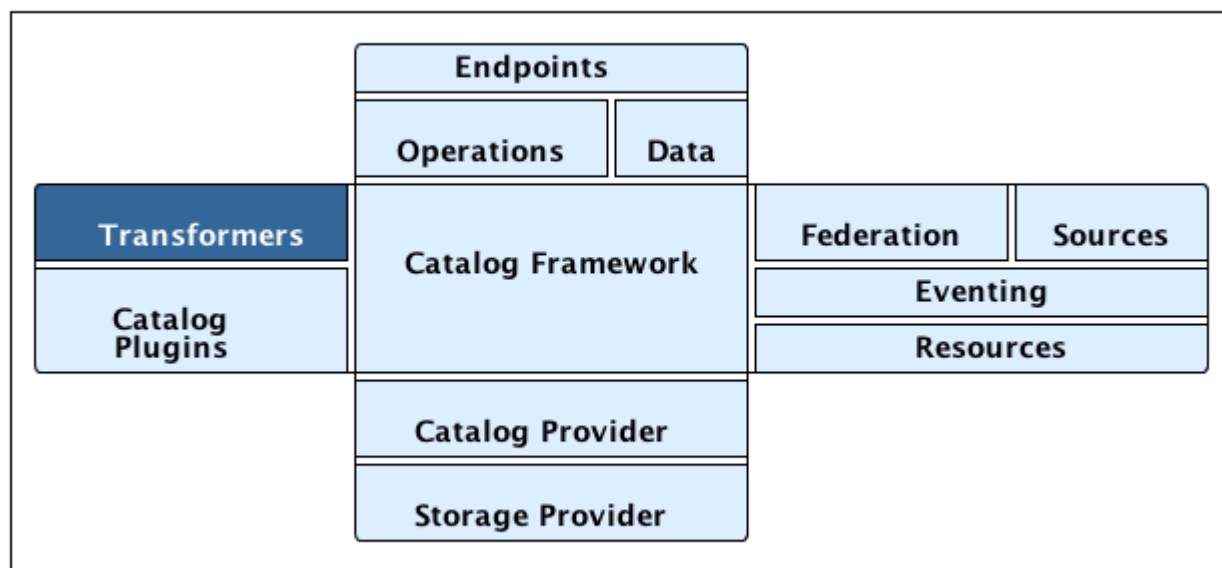 Endpoints
Operations
Data
Transformers
Catalog Framework
Federation
Sources
Catalog
Plugins
Eventing
Resources
Catalog Provider
Storage Provider